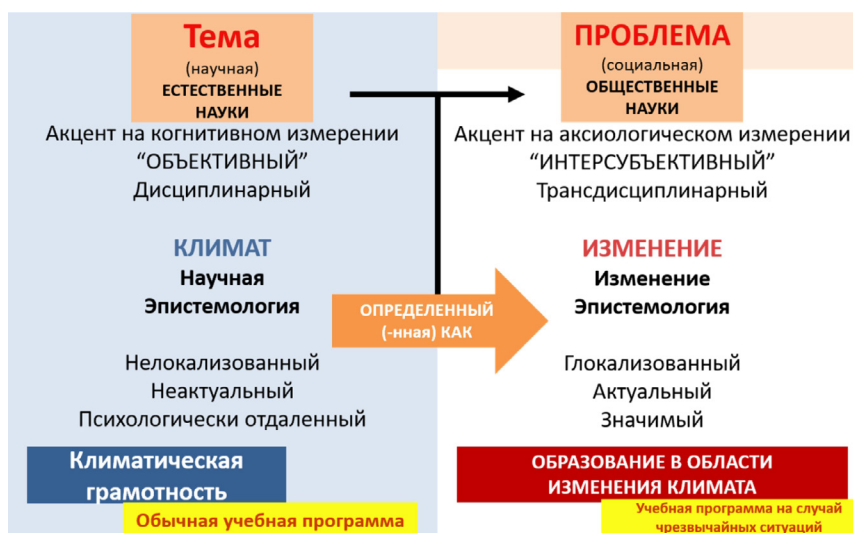 Тема
(научная)
ЕСТЕСТВЕННЫЕ
НАУКИ
Акцент на когнитивном измерении
“ОБЪЕКТИВНЫЙ”
Дисциплинарный
КЛИМАТ
Научная
Эпистемология
Нелокализованный
Неактуальный
Психологически отдаленный
Климатическая
грамотность
Обычная учебная программа
ОПРЕДЕЛЕННЫЙ
(-нная) КАК
ПРОБЛЕМА
(социальная)
ОБЩЕСТВЕННЫЕ
НАУКИ
Акцент на аксиологическом измерении
“ИНТЕРСУБЪЕКТИВНЫЙ”
Трансдисциплинарный
ИЗМЕНЕНИЕ
Изменение
Эпистемология
Глокализованный
Актуальный
Значимый
ОБРАЗОВАНИЕ В ОБЛАСТИ
ИЗМЕНЕНИЯ КЛИМАТА
Учебная программа на случай
чрезвычайных ситуаций